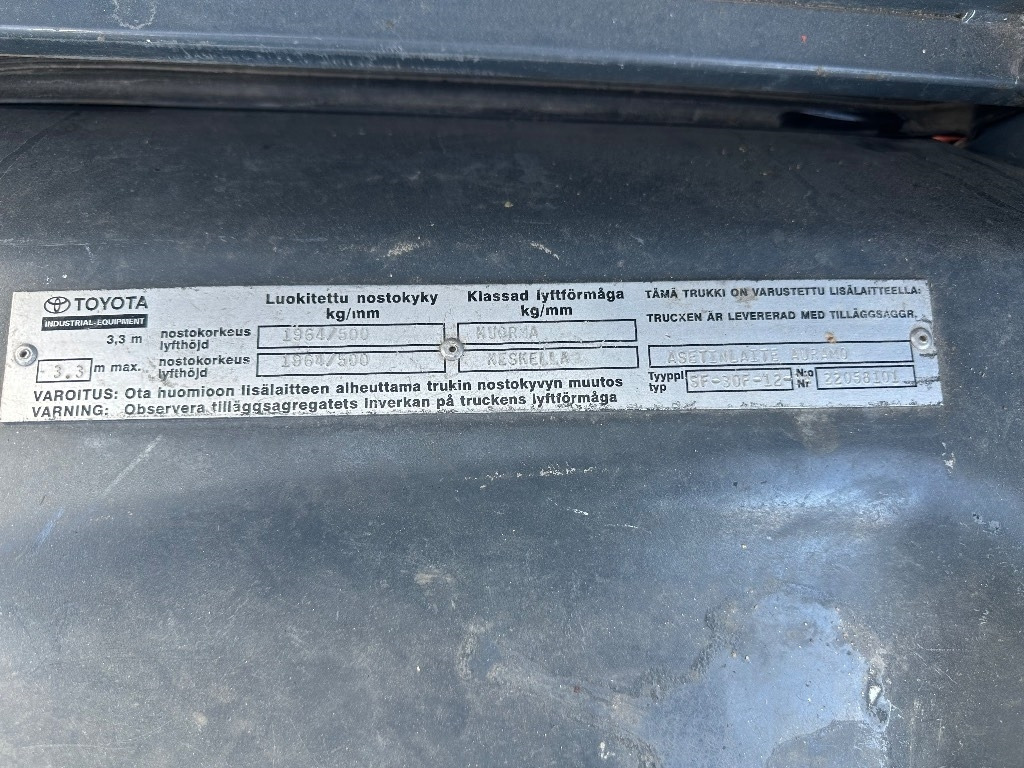 TOYOTA
INDUSTRIAL-EQUIPMENT
Luokitettu nostokyky
kg/mm
Klassad lyftförmåga
kg/mm
TÄMÄ TRUKKI ON VARUSTETTU LISÄLAITTEELLA:
TRUCKEN ÄR LEVERERAD MED TILLÄGGSAGGR.
3,3 m
nostokorkeus
lyfthöjd
1964/500
KUORMA
3.3 m max.
nostokorkeus
lyfthöjd
1964/500
KESKELLÄ
ASETINLAITE AURAMO
Tyyppi
typ
SF-30F-12-
N:o
Nr
22058101
VAROITUS: Ota huomioon lisälaitteen aiheuttama trukin nostokyvyn muutos
VARNING: Observera tilläggsagregatets inverkan på truckens lyftförmåga